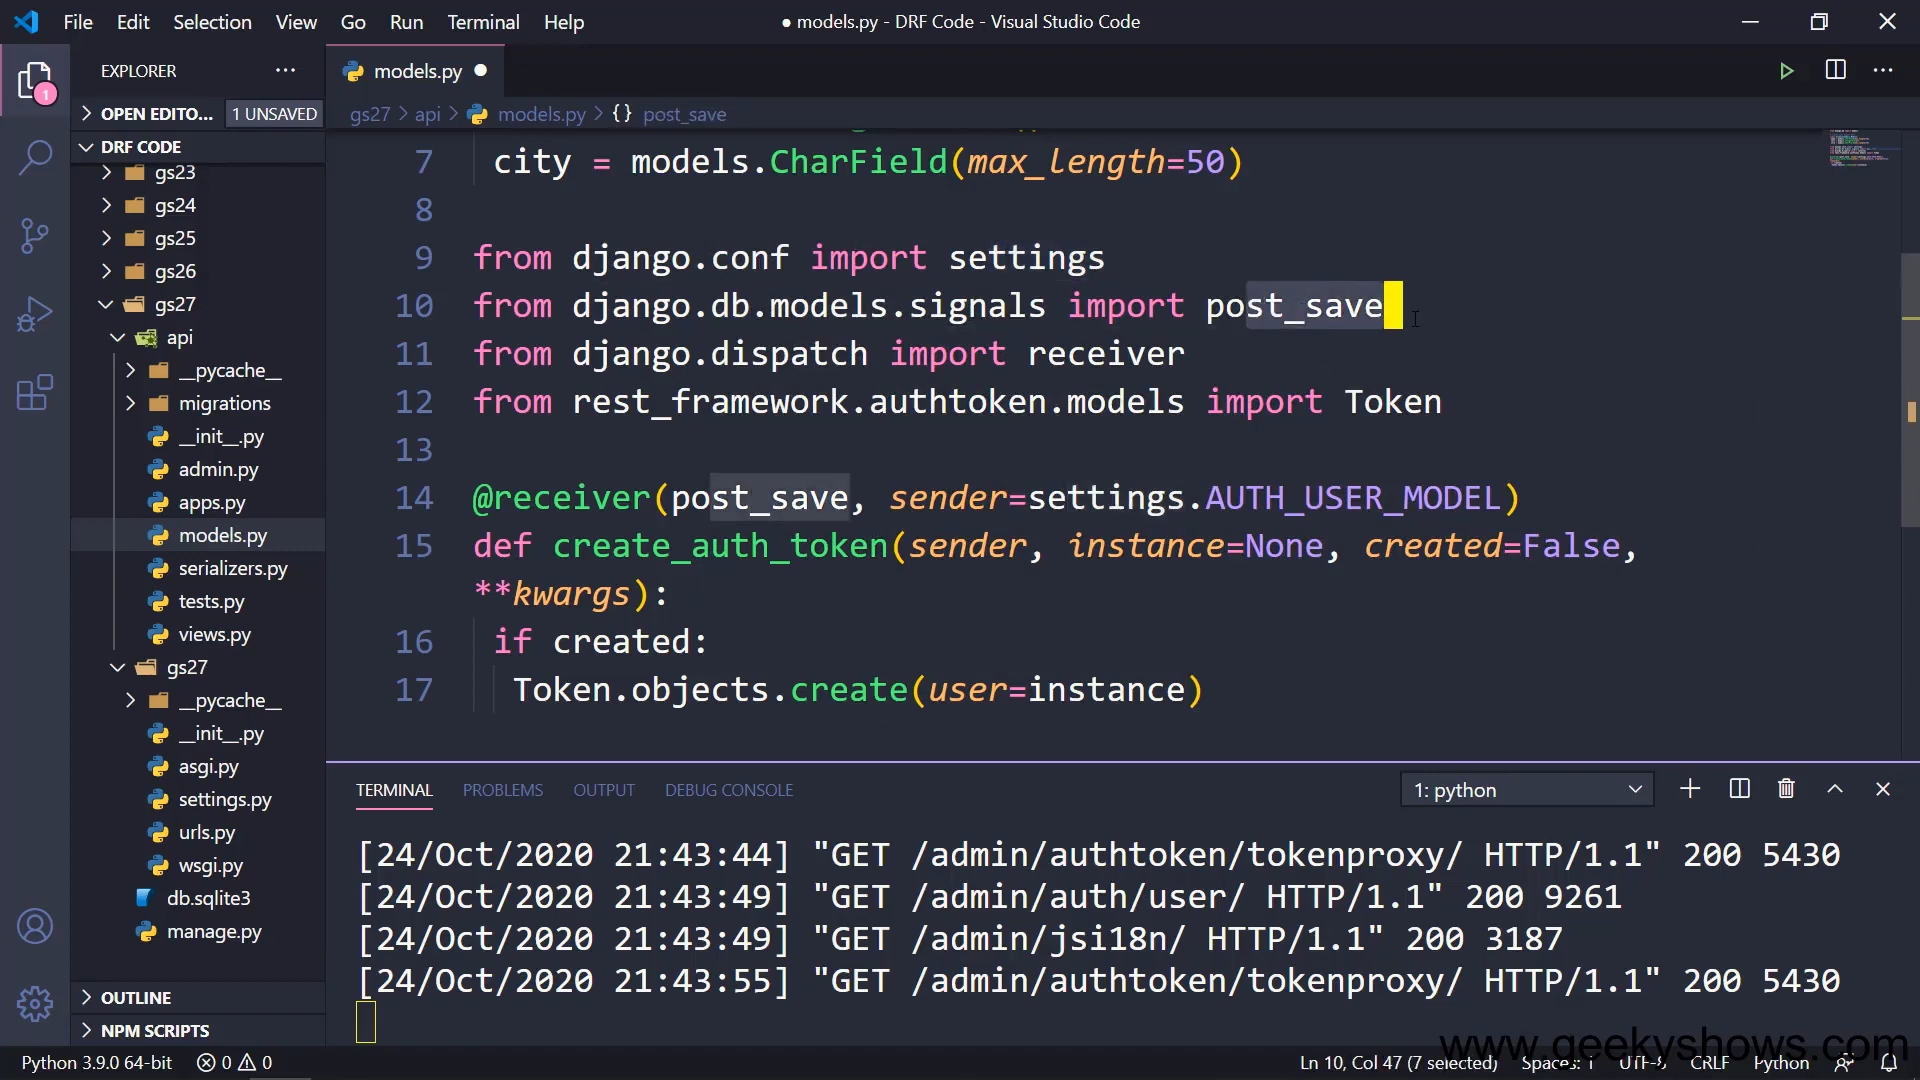 File Edit Selection View Go Run Terminal Help
● models.py - DRF Code - Visual Studio Code
EXPLORER
1
OPEN EDITO... 1 UNSAVED
DRF CODE
gs23
gs24
gs25
gs26
gs27
api
__pycache__
migrations
__init__.py
admin.py
apps.py
models.py
serializers.py
tests.py
views.py
gs27
__pycache__
__init__.py
asgi.py
settings.py
urls.py
wsgi.py
db.sqlite3
manage.py
OUTLINE
NPM SCRIPTS
models.py ●
gs27 > api > models.py > {} post_save
7 city = models.CharField(max_length=50)
8
9 from django.conf import settings
10 from django.db.models.signals import post_save
11 from django.dispatch import receiver
12 from rest_framework.authtoken.models import Token
13
14 @receiver(post_save, sender=settings.AUTH_USER_MODEL)
15 def create_auth_token(sender, instance=None, created=False,
**kwargs):
16 if created:
17 Token.objects.create(user=instance)
TERMINAL PROBLEMS OUTPUT DEBUG CONSOLE 1: python
[24/Oct/2020 21:43:44] "GET /admin/authtoken/tokenproxy/ HTTP/1.1" 200 5430
[24/Oct/2020 21:43:49] "GET /admin/auth/user/ HTTP/1.1" 200 9261
[24/Oct/2020 21:43:49] "GET /admin/jsi18n/ HTTP/1.1" 200 3187
[24/Oct/2020 21:43:55] "GET /admin/authtoken/tokenproxy/ HTTP/1.1" 200 5430
www.geekyshows.com
Python 3.9.0 64-bit 0 0 Ln 10, Col 47 (7 selected) Spaces: 1 UTF-8 CRLF Python